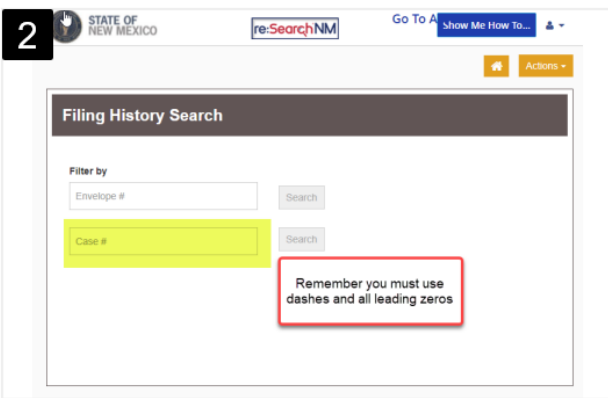 2
STATE OF
NEW MEXICO
re:SearchNM
Go To A
Show Me How To...
Actions
Filing History Search
Filter by
Envelope #
Search
Case #
Search
Remember you must use
dashes and all leading zeros